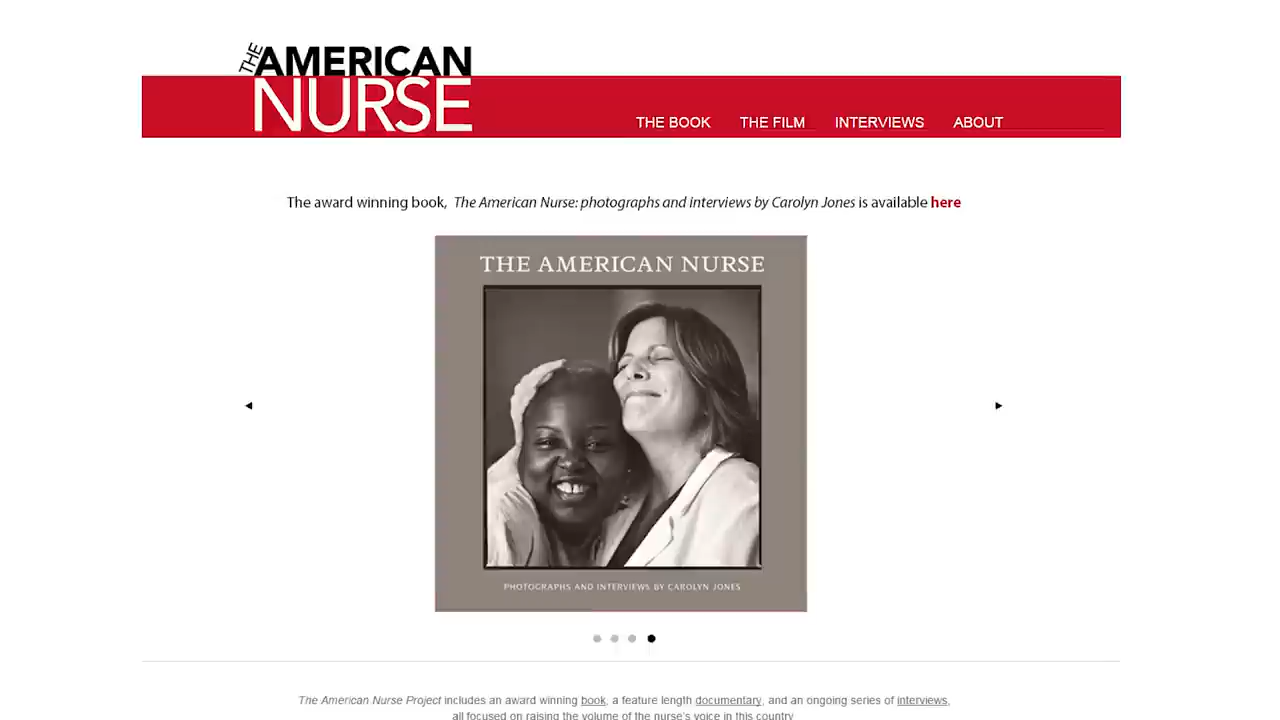 THE AMERICAN
NURSE
THE BOOK THE FILM INTERVIEWS ABOUT
The award winning book, The American Nurse: photographs and interviews by Carolyn Jones is available here
THE AMERICAN NURSE
PHOTOGRAPHS AND INTERVIEWS BY CAROLYN JONES
The American Nurse Project includes an award winning book, a feature length documentary, and an ongoing series of interviews,
all focused on raising the volume of the nurse's voice in this country